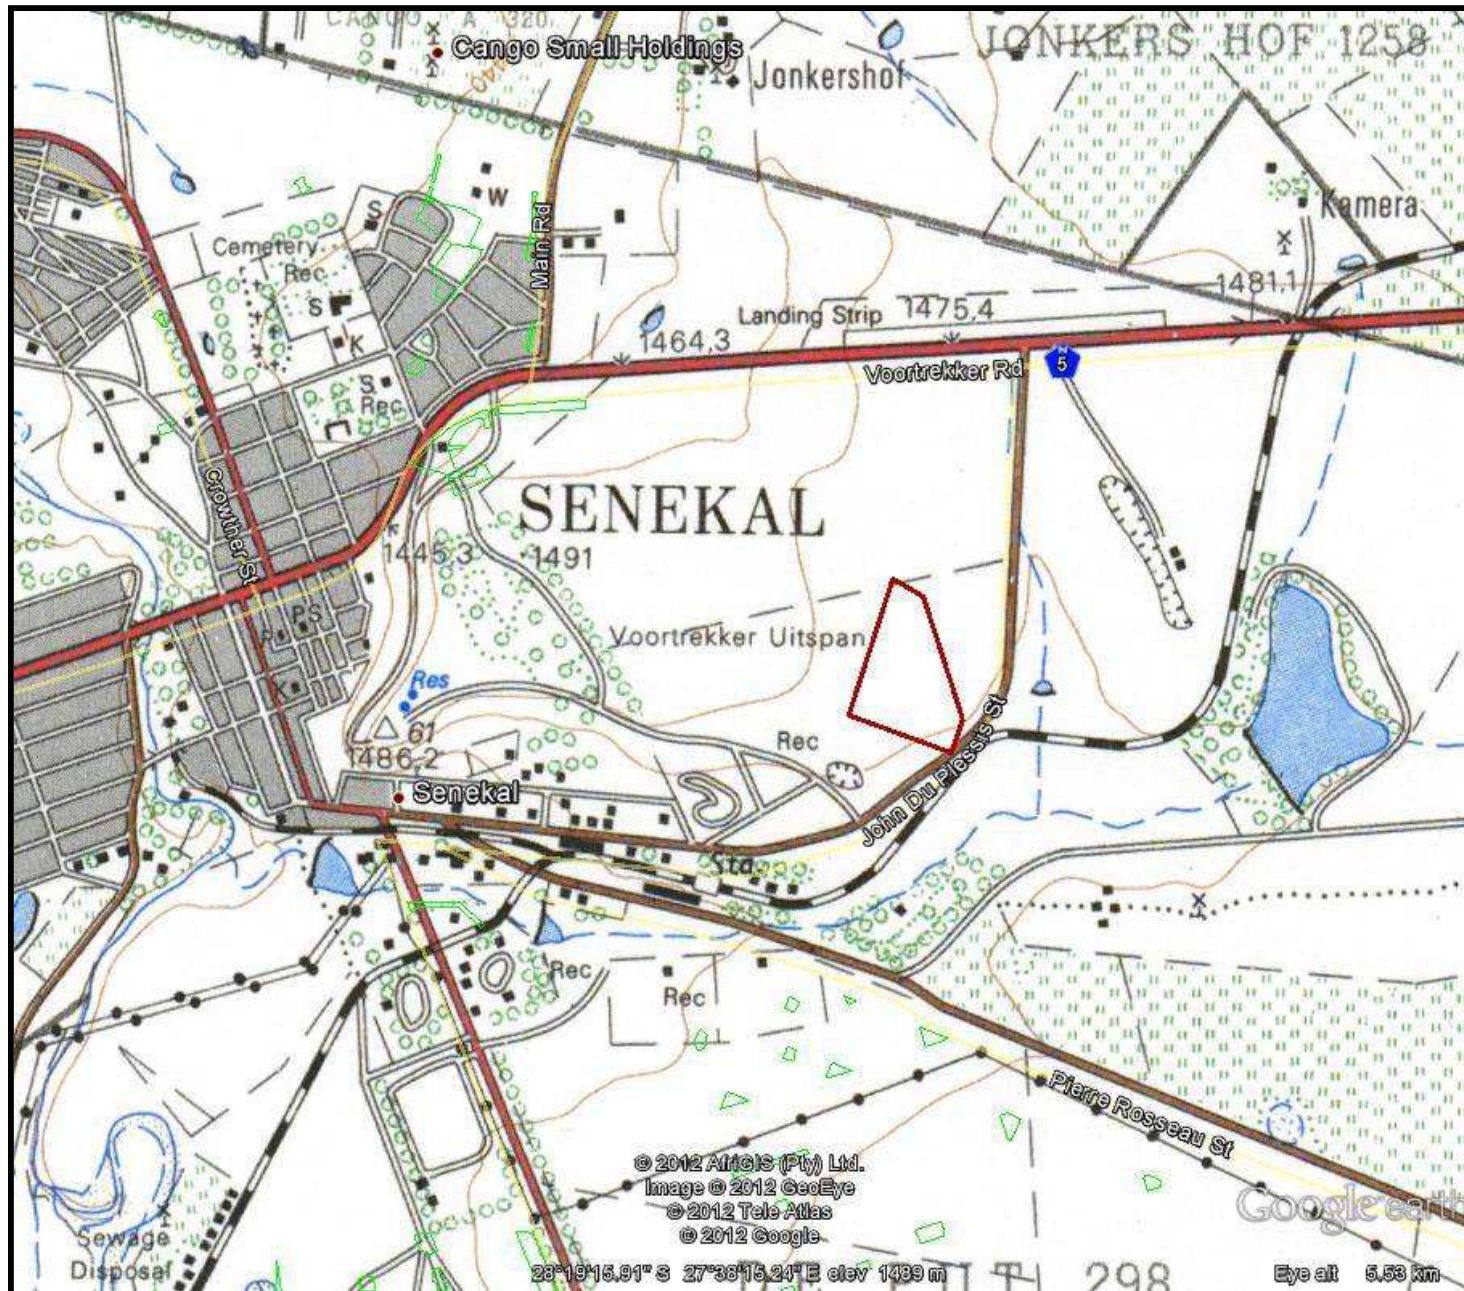 CANGO A 320
Cango Small Holdings
JONKERS HOF 1258
Jonkershof
1440
W
S
Main Rd
Kamera
Cemetery
Rec
S
K
Landing Strip
1475,4
1481,1
1464,3
Voortrekker Rd
5
S
Rec
Crowther St
SENEKAL
1445,3
1491
PS
P
Voortrekker Uitspan
K
Res
61
1486,2
Rec
John Du Plessis St
Senekal
Sta
Rec
Rec
Pierre Rosseau St
© 2012 AfriGIS (Pty) Ltd.
Image © 2012 GeoEye
© 2012 Tele Atlas
© 2012 Google
Google earth
Sewage
Disposal
28°19'15.91" S 27°38'15.24" E elev 1489 m
298
Eye alt 5.53 km